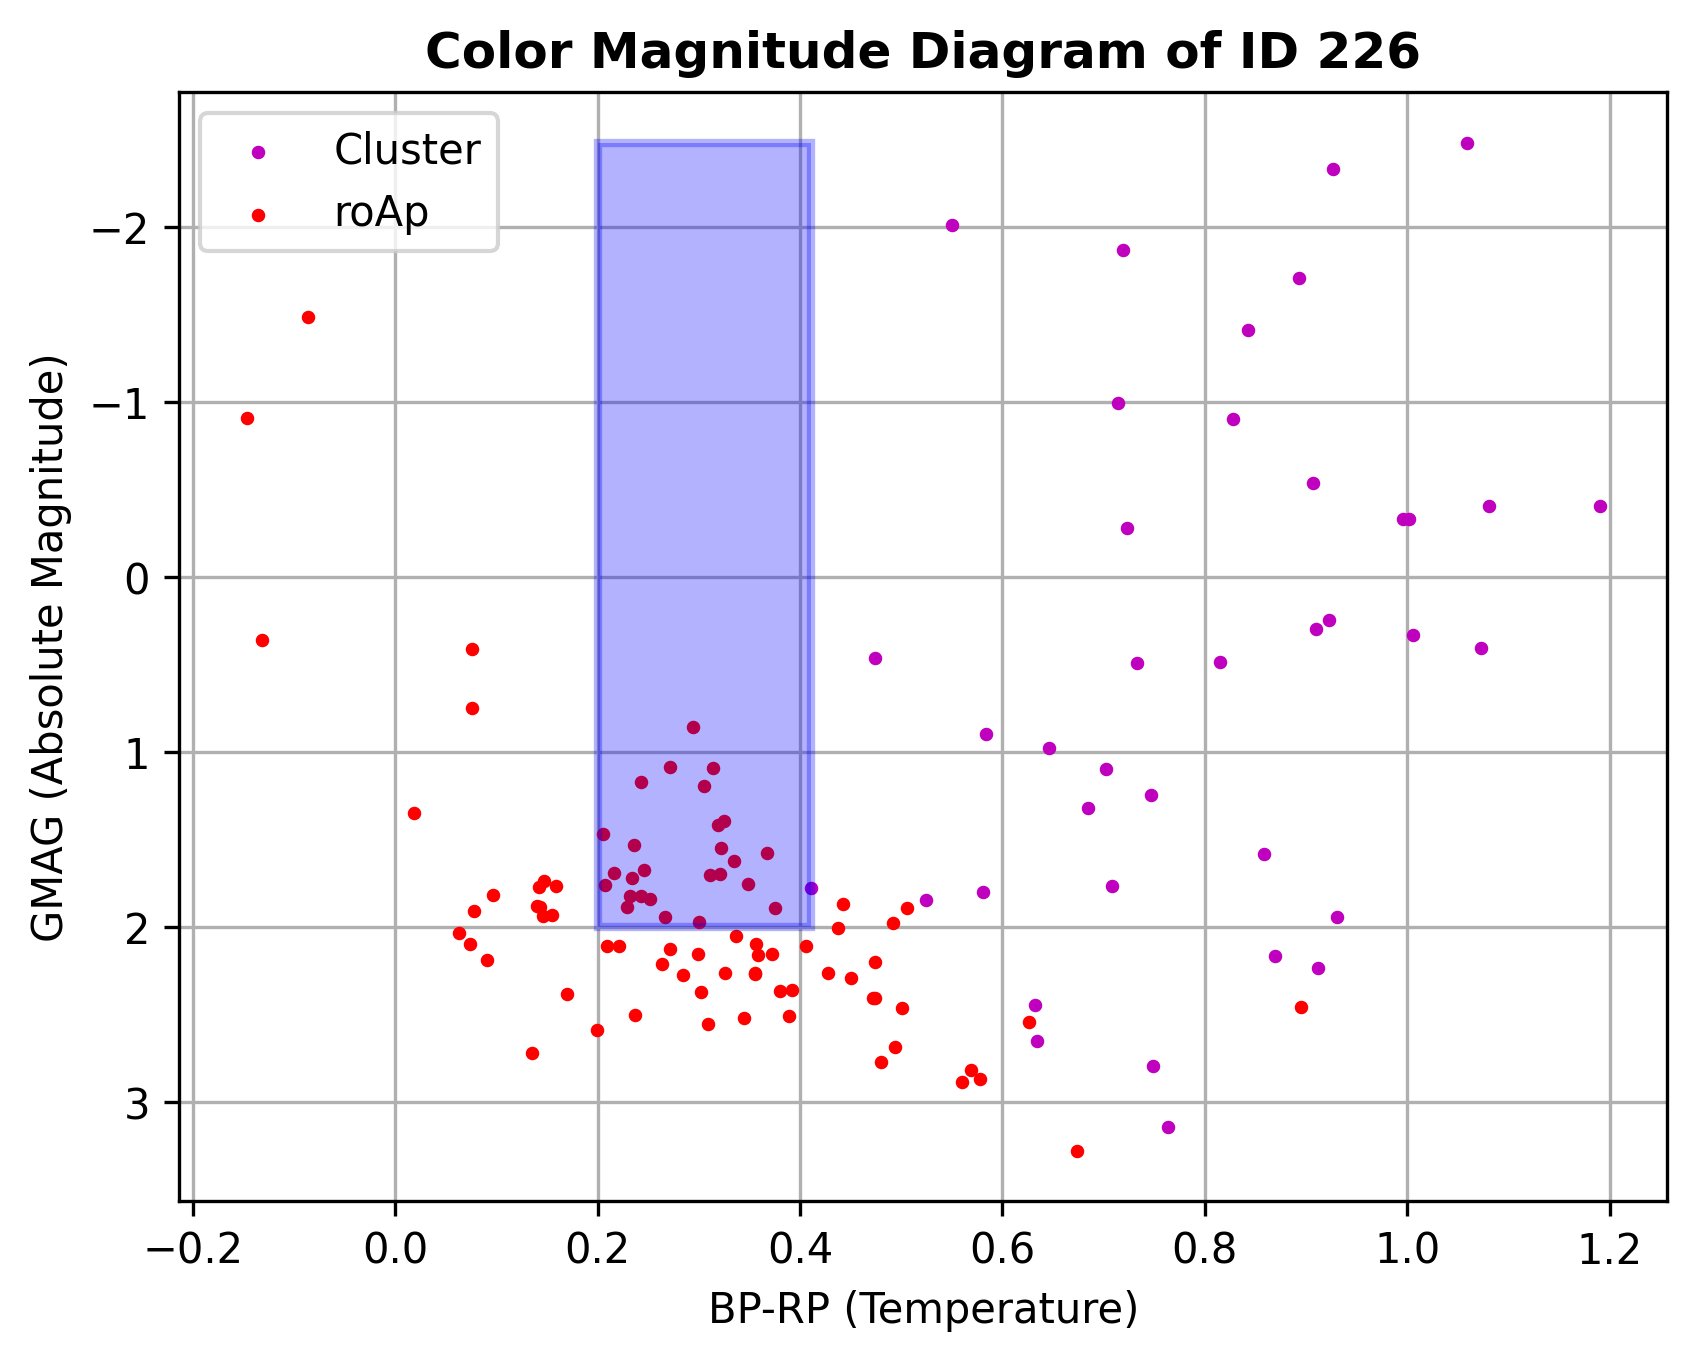 Color Magnitude Diagram of ID 226
Cluster
roAp
GMAG (Absolute Magnitude)
−2
−1
0
1
2
3
−0.2 0.0 0.2 0.4 0.6 0.8 1.0 1.2
BP-RP (Temperature)